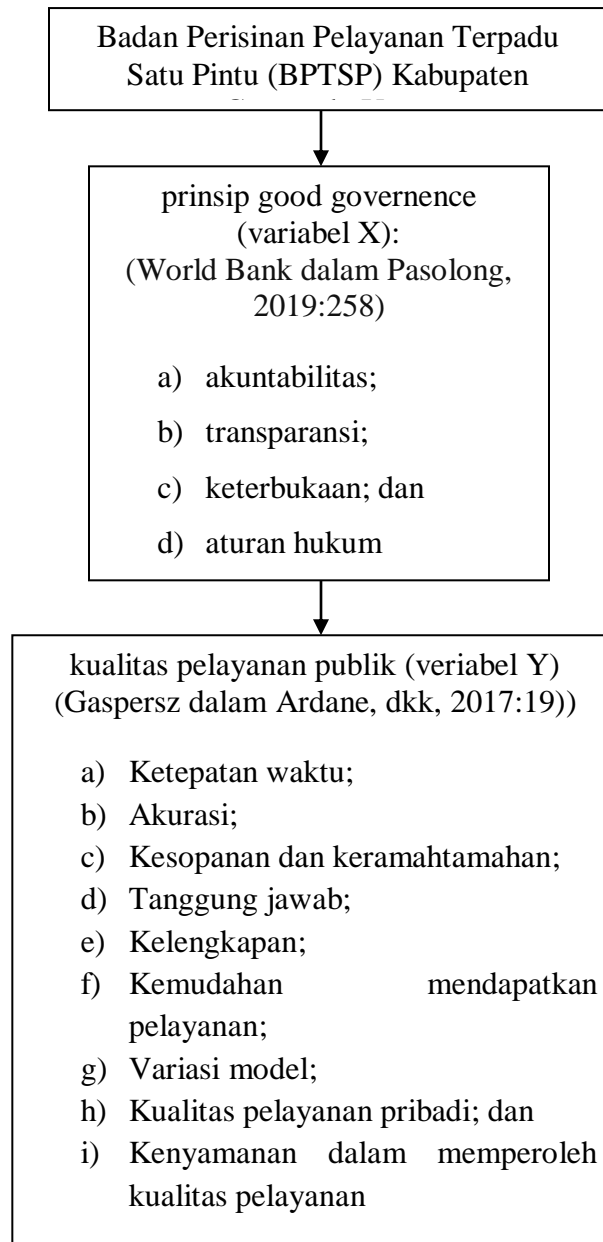 Badan Perisinan Pelayanan Terpadu
Satu Pintu (BPTSP) Kabupaten
prinsip good governence
(variabel X):
(World Bank dalam Pasolong,
2019:258)
a) akuntabilitas;
b) transparansi;
c) keterbukaan; dan
d) aturan hukum
kualitas pelayanan publik (veriabel Y)
(Gaspersz dalam Ardane, dkk, 2017:19))
a) Ketepatan waktu;
b) Akurasi;
c) Kesopanan dan keramahtamahan;
d) Tanggung jawab;
e) Kelengkapan;
f) Kemudahan mendapatkan
pelayanan;
g) Variasi model;
h) Kualitas pelayanan pribadi; dan
i) Kenyamanan dalam memperoleh
kualitas pelayanan